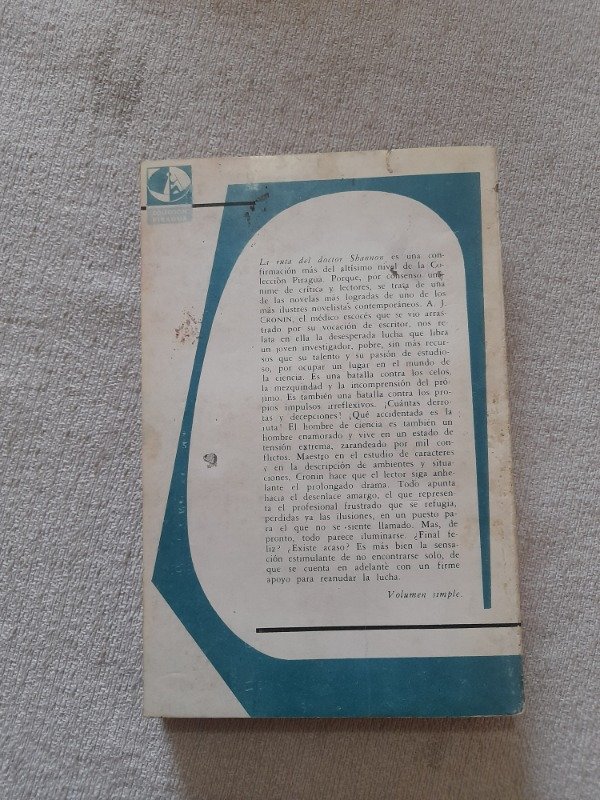 COLECCION
PIRAGUA
La ruta del doctor Shannon es una con-
firmación más del altísimo nivel de la Co-
lección Piragua. Porque, por consenso uná-
nime de crítica y lectores, se trata de una
de las novelas más logradas de uno de los
más ilustres novelistas contemporáneos. A. J.
CRONIN, el médico escocés que se vio arras-
trado por su vocación de escritor, nos re-
lata en ella la desesperada lucha que libra
un joven investigador, pobre, sin más recur-
sos que su talento y su pasión de estudio-
so, por ocupar un lugar en el mundo de
la ciencia. Es una batalla contra los celos,
la mezquindad y la incomprensión del pró-
jimo. Es también una batalla contra los pro-
pios impulsos irreflexivos. ¡Cuántas derro-
tas y decepciones! ¡Qué accidentada es la
ruta! El hombre de ciencia es también un
hombre enamorado y vive en un estado de
tensión extrema, zarandeado por mil con-
flictos. Maestro en el estudio de caracteres
y en la descripción de ambientes y situa-
ciones, Cronin hace que el lector siga anhe-
lante el prolongado drama. Todo apunta
hacia el desenlace amargo, el que represen-
ta el profesional frustrado que se refugia,
perdidas ya las ilusiones, en un puesto pa-
ra el que no se siente llamado. Mas, de
pronto, todo parece iluminarse. ¿Final fe-
liz? ¿Existe acaso? Es más bien la sensa-
ción estimulante de no encontrarse solo, de
que se cuenta en adelante con un firme
apoyo para reanudar la lucha.
Volumen simple.